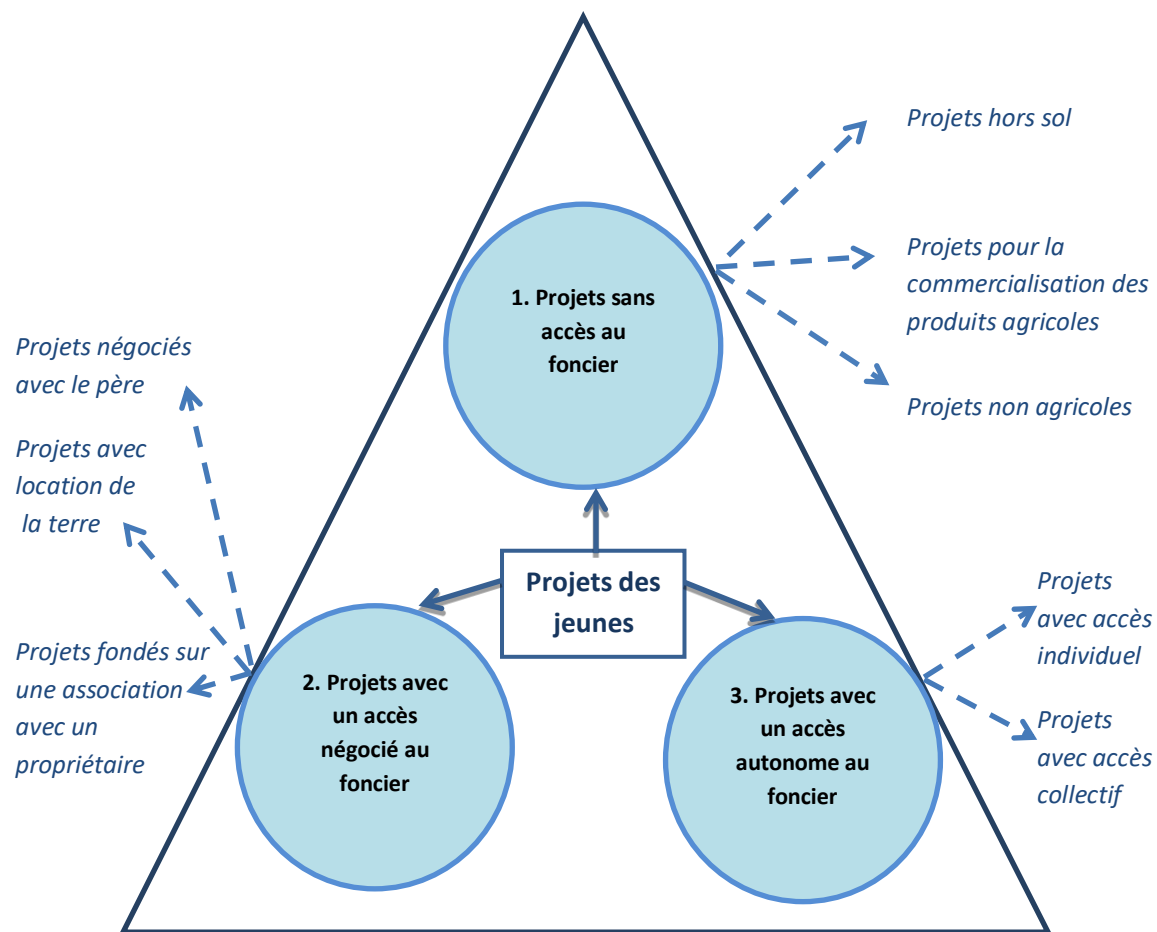 Projets hors sol
Projets pour la
commercialisation des
produits agricoles
Projets non agricoles
1. Projets sans
accès au
foncier
Projets négociés
avec le père
Projets avec
location de
la terre
Projets fondés sur
une association
avec un
propriétaire
Projets des
jeunes
2. Projets avec
un accès
négocié au
foncier
3. Projets avec
un accès
autonome au
foncier
Projets
avec accès
individuel
Projets
avec accès
collectif